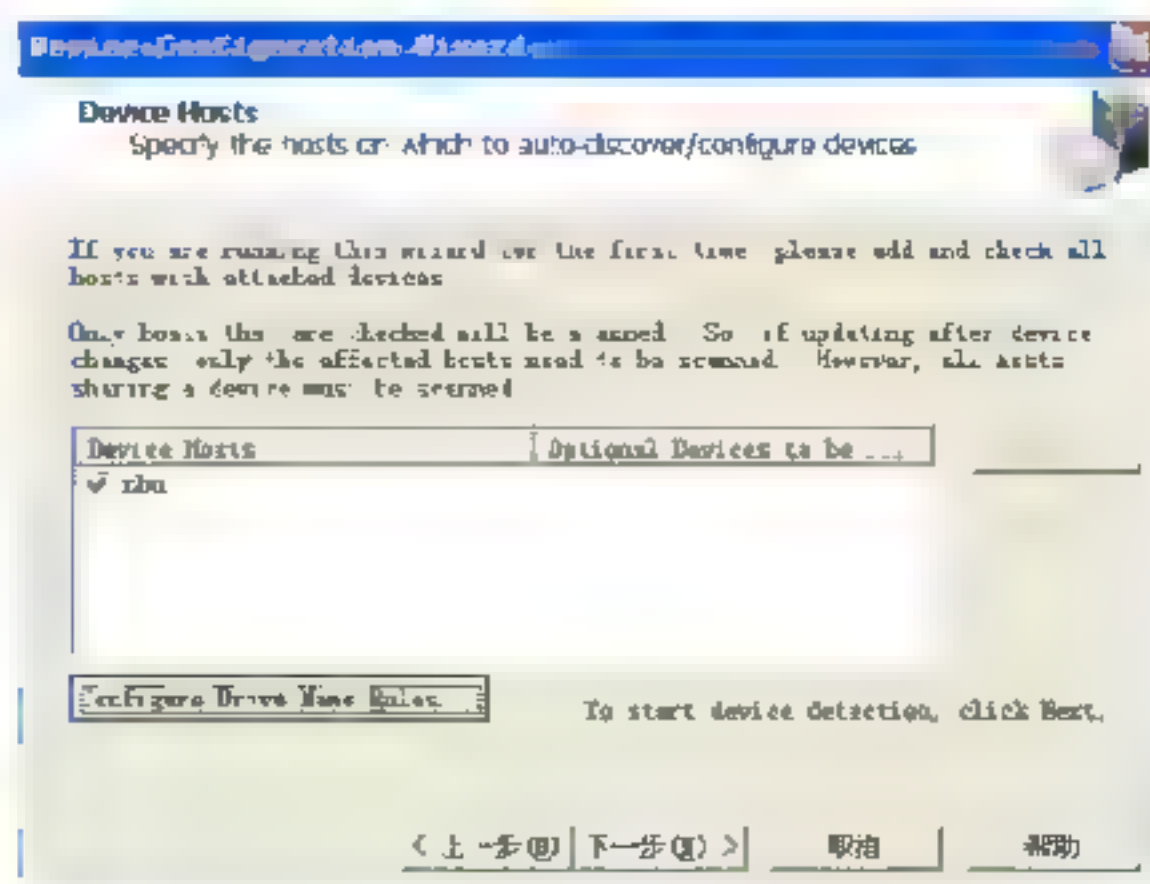 Device Configuration Wizard
Device Hosts
Specify the hosts on which to auto-discover/configure devices
If you are running this wizard for the first time please add and check all
hosts with attached devices
Only hosts that are checked will be scanned So if updating after device
changes only the affected hosts need to be scanned However, all hosts
sharing a device must be scanned
Device Hosts Optional Devices to be ...
nbu
Configure Drive Name Rules
To start device detection, click Next.
< 上一步(B) 下一步(N) > 取消 帮助